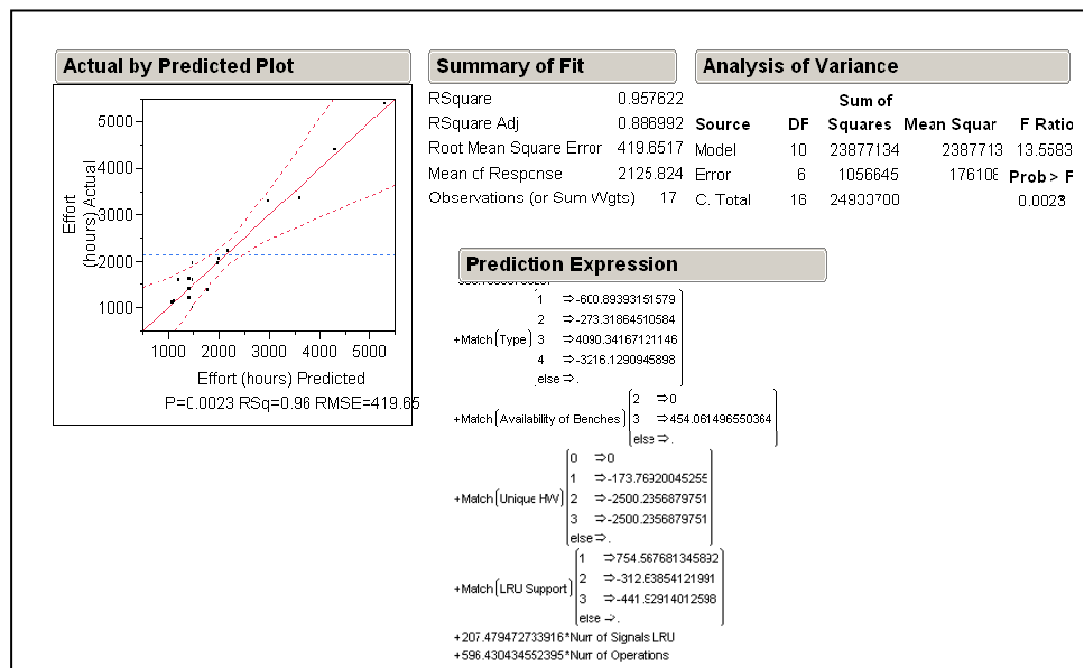 Actual by Predicted Plot
5000
4000
3000
2000
1000
Effort
(hours) Actual
1000 2000 3000 4000 5000
Effort (hours) Predicted
P=0.0023 RSq=0.96 RMSE=419.65
Summary of Fit
RSquare 0.957622
RSquare Adj 0.886992
Root Mean Square Error 419.6517
Mean of Response 2125.824
Observations (or Sum Wgts) 17
Analysis of Variance
Sum of
Source DF Squares Mean Squar F Ratio
Model 10 23877134 2387713 13.5583
Error 6 1056645 176108 Prob > F
C. Total 16 24933700 0.0023
Prediction Expression
1 ⇒-600.89393151579
2 ⇒-273.31864510584
+Match(Type) 3 ⇒4090.34167121146
4 ⇒-3216.1290945898
else ⇒.
2 ⇒0
+Match(Availability of Benches) 3 ⇒454.061496550364
else ⇒.
0 ⇒0
1 ⇒-173.76920045255
+Match(Unique HW) 2 ⇒-2500.2356879751
3 ⇒-2500.2356879751
else ⇒.
1 ⇒754.567681345892
2 ⇒-312.63854121991
+Match(LRU Support) 3 ⇒-441.92914012598
else ⇒.
+207.479472733916*Num of Signals LRU
+596.430434552395*Num of Operations